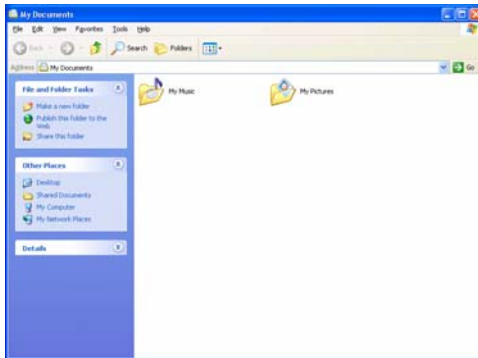 My Documents
File Edit View Favorites Tools Help
Back Search Folders
Address My Documents Go
File and Folder Tasks
Make a new folder
Publish this folder to the
Web
Share this folder
Other Places
Desktop
Shared Documents
My Computer
My Network Places
Details
My Music
My Pictures